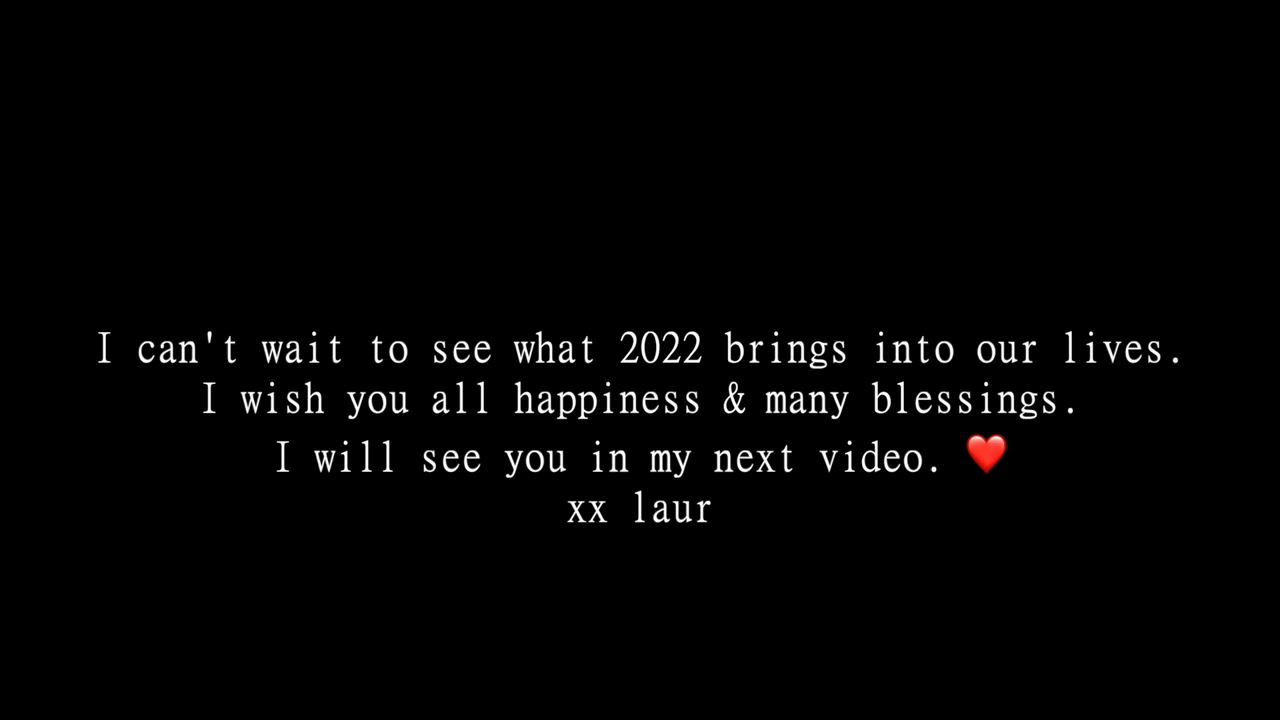 I can't wait to see what 2022 brings into our lives.
I wish you all happiness & many blessings.
I will see you in my next video. ❤️
xx laur